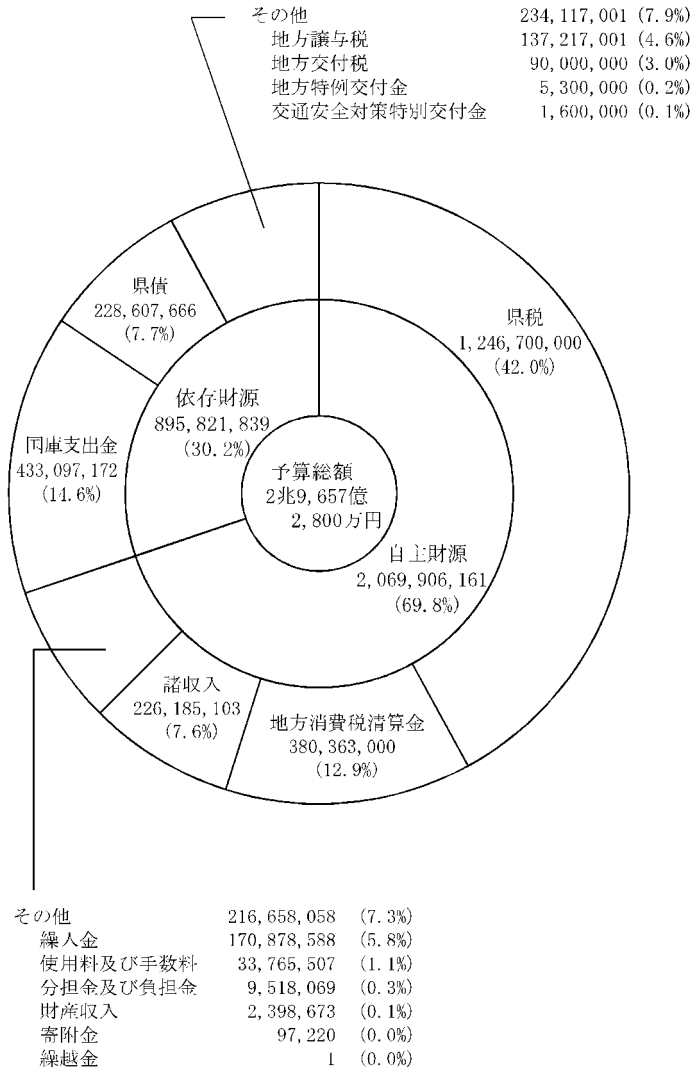 その他 234,117,001 (7.9%)
地方譲与税 137,217,001 (4.6%)
地方交付税 90,000,000 (3.0%)
地方特例交付金 5,300,000 (0.2%)
交通安全対策特別交付金 1,600,000 (0.1%)
県債
228,607,666
(7.7%)
県税
1,246,700,000
(42.0%)
依存財源
895,821,839
(30.2%)
国庫支出金
433,097,172
(14.6%)
予算総額
2兆9,657億
2,800万円
自主財源
2,069,906,161
(69.8%)
諸収入
226,185,103
(7.6%)
地方消費税清算金
380,363,000
(12.9%)
その他 216,658,058 (7.3%)
繰入金 170,878,588 (5.8%)
使用料及び手数料 33,765,507 (1.1%)
分担金及び負担金 9,518,069 (0.3%)
財産収入 2,398,673 (0.1%)
寄附金 97,220 (0.0%)
繰越金 1 (0.0%)